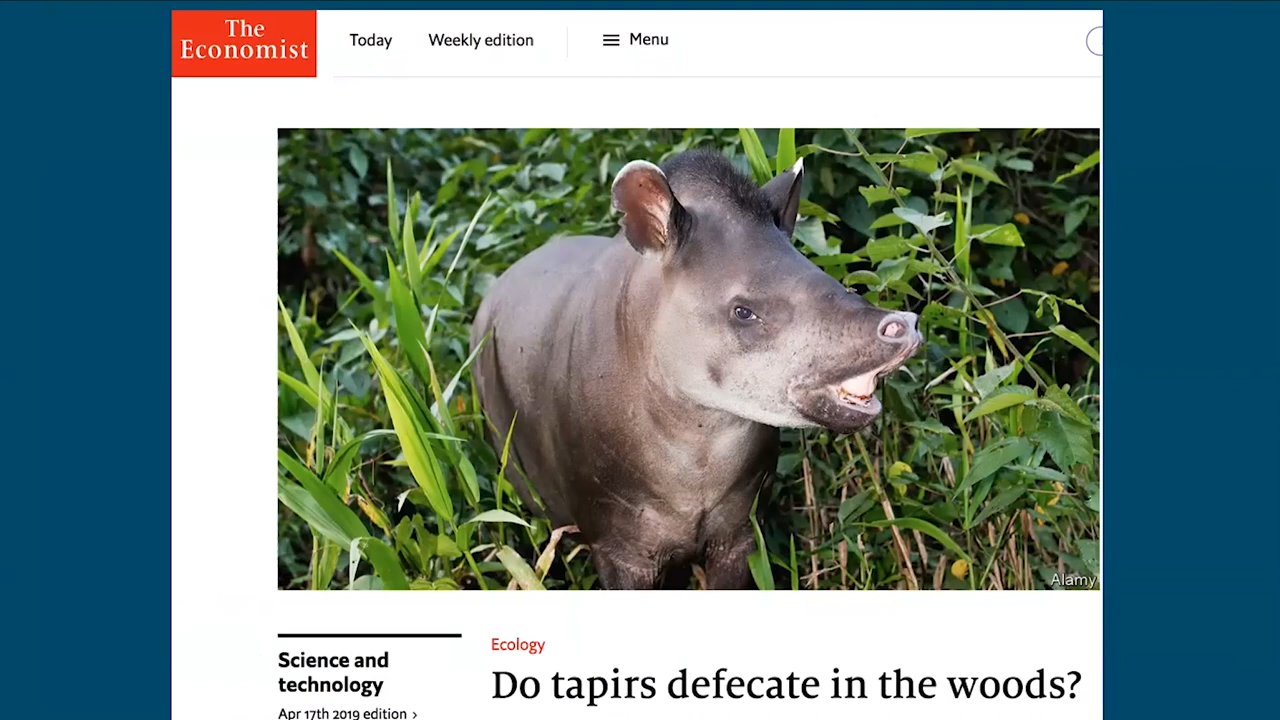 The
Economist
Today
Weekly edition
Menu
Alamy
Science and
technology
Apr 17th 2019 edition >
Ecology
Do tapirs defecate in the woods?